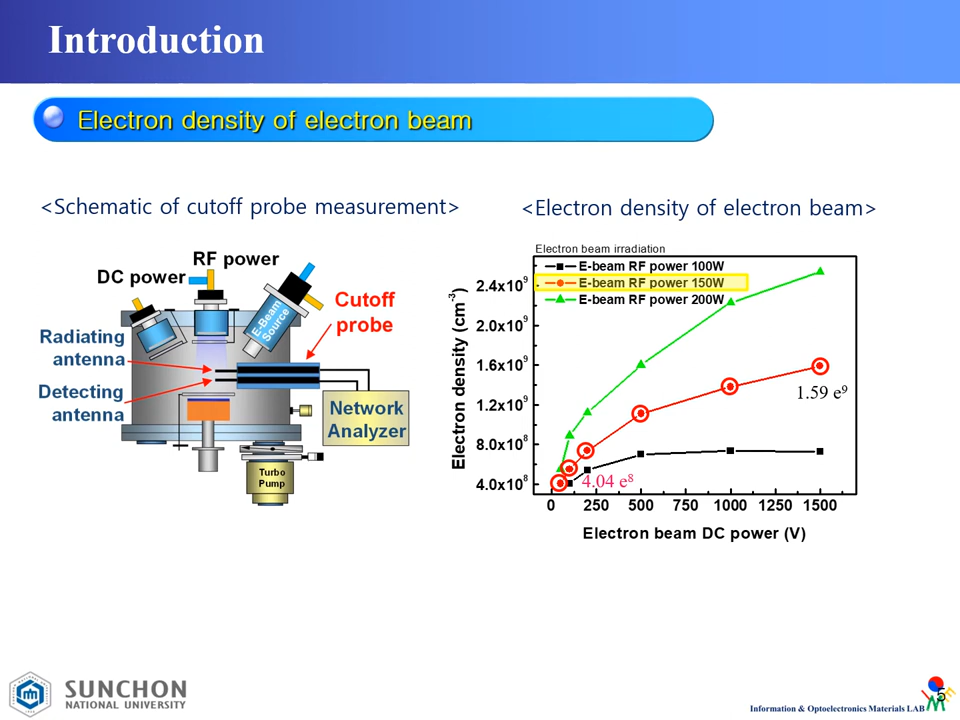 Introduction
Electron density of electron beam
<Schematic of cutoff probe measurement>
<Electron density of electron beam>
DC power
RF power
E-Beam
Source
Cutoff
probe
Radiating
antenna
Detecting
antenna
Network
Analyzer
Turbo
Pump
Electron beam irradiation
E-beam RF power 100W
E-beam RF power 150W
E-beam RF power 200W
Electron density (cm⁻³)
2.4x10⁹
2.0x10⁹
1.6x10⁹
1.2x10⁹
8.0x10⁸
4.0x10⁸
1.59 e⁹
4.04 e⁸
0 250 500 750 1000 1250 1500
Electron beam DC power (V)
SUNCHON
NATIONAL UNIVERSITY
Information & Optoelectronics Materials LAB
5